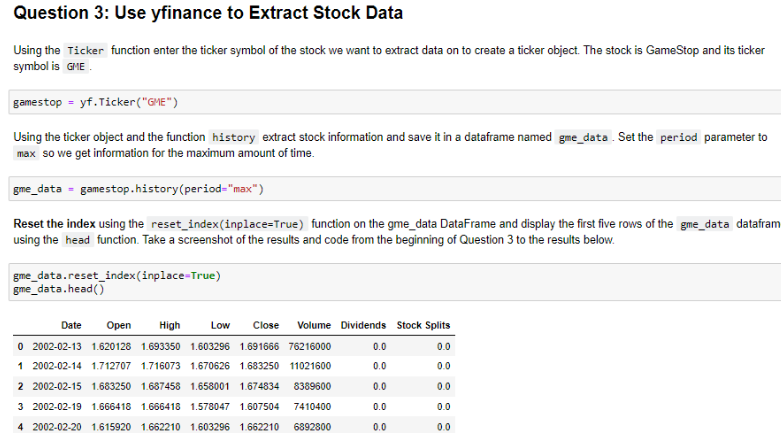 Question 3: Use yfinance to Extract Stock Data
Using the Ticker function enter the ticker symbol of the stock we want to extract data on to create a ticker object. The stock is GameStop and its ticker
symbol is GME .
gamestop = yf.Ticker("GME")
Using the ticker object and the function history extract stock information and save it in a dataframe named gme_data . Set the period parameter to
max so we get information for the maximum amount of time.
gme_data = gamestop.history(period="max")
Reset the index using the reset_index(inplace=True) function on the gme_data DataFrame and display the first five rows of the gme_data datafram
using the head function. Take a screenshot of the results and code from the beginning of Question 3 to the results below.
gme_data.reset_index(inplace=True)
gme_data.head()
Date Open High Low Close Volume Dividends Stock Splits
0 2002-02-13 1.620128 1.693350 1.603296 1.691666 76216000 0.0 0.0
1 2002-02-14 1.712707 1.716073 1.670626 1.683250 11021600 0.0 0.0
2 2002-02-15 1.683250 1.687458 1.658001 1.674834 8389600 0.0 0.0
3 2002-02-19 1.666418 1.666418 1.578047 1.607504 7410400 0.0 0.0
4 2002-02-20 1.615920 1.662210 1.603296 1.662210 6892800 0.0 0.0